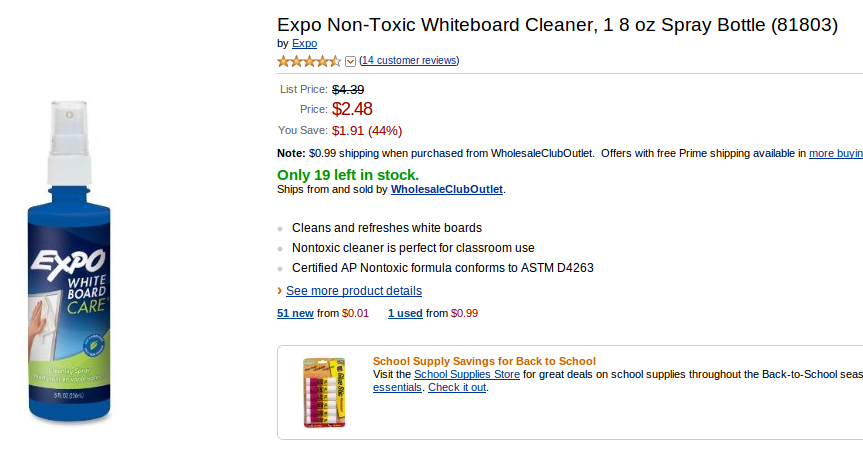 Expo Non-Toxic Whiteboard Cleaner, 1 8 oz Spray Bottle (81803)
by Expo
(14 customer reviews)
List Price: $4.39
Price: $2.48
You Save: $1.91 (44%)
Note: $0.99 shipping when purchased from WholesaleClubOutlet. Offers with free Prime shipping available in more buyin
Only 19 left in stock.
Ships from and sold by WholesaleClubOutlet.
Cleans and refreshes white boards
Nontoxic cleaner is perfect for classroom use
Certified AP Nontoxic formula conforms to ASTM D4263
› See more product details
51 new from $0.01 1 used from $0.99
School Supply Savings for Back to School
Visit the School Supplies Store for great deals on school supplies throughout the Back-to-School seas
essentials. Check it out.
EXPO
WHITE
BOARD
CARE
Cleaning Spray
8 FL OZ (236mL)